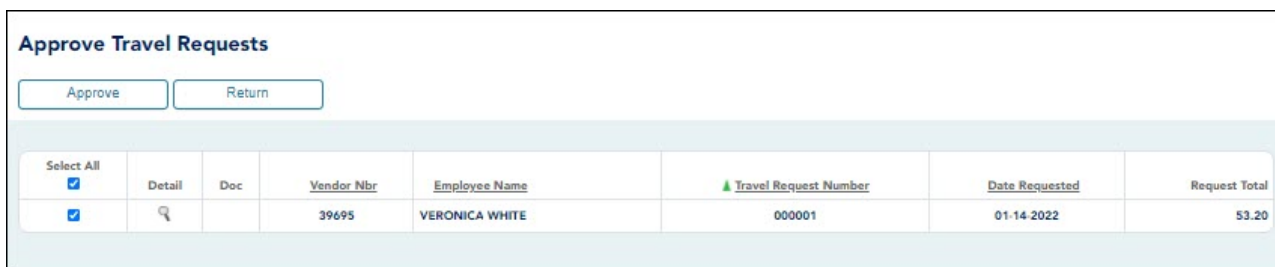 Approve Travel Requests
Approve Return
Select All
Detail Doc Vendor Nbr Employee Name Travel Request Number Date Requested Request Total
39695 VERONICA WHITE 000001 01-14-2022 53.20